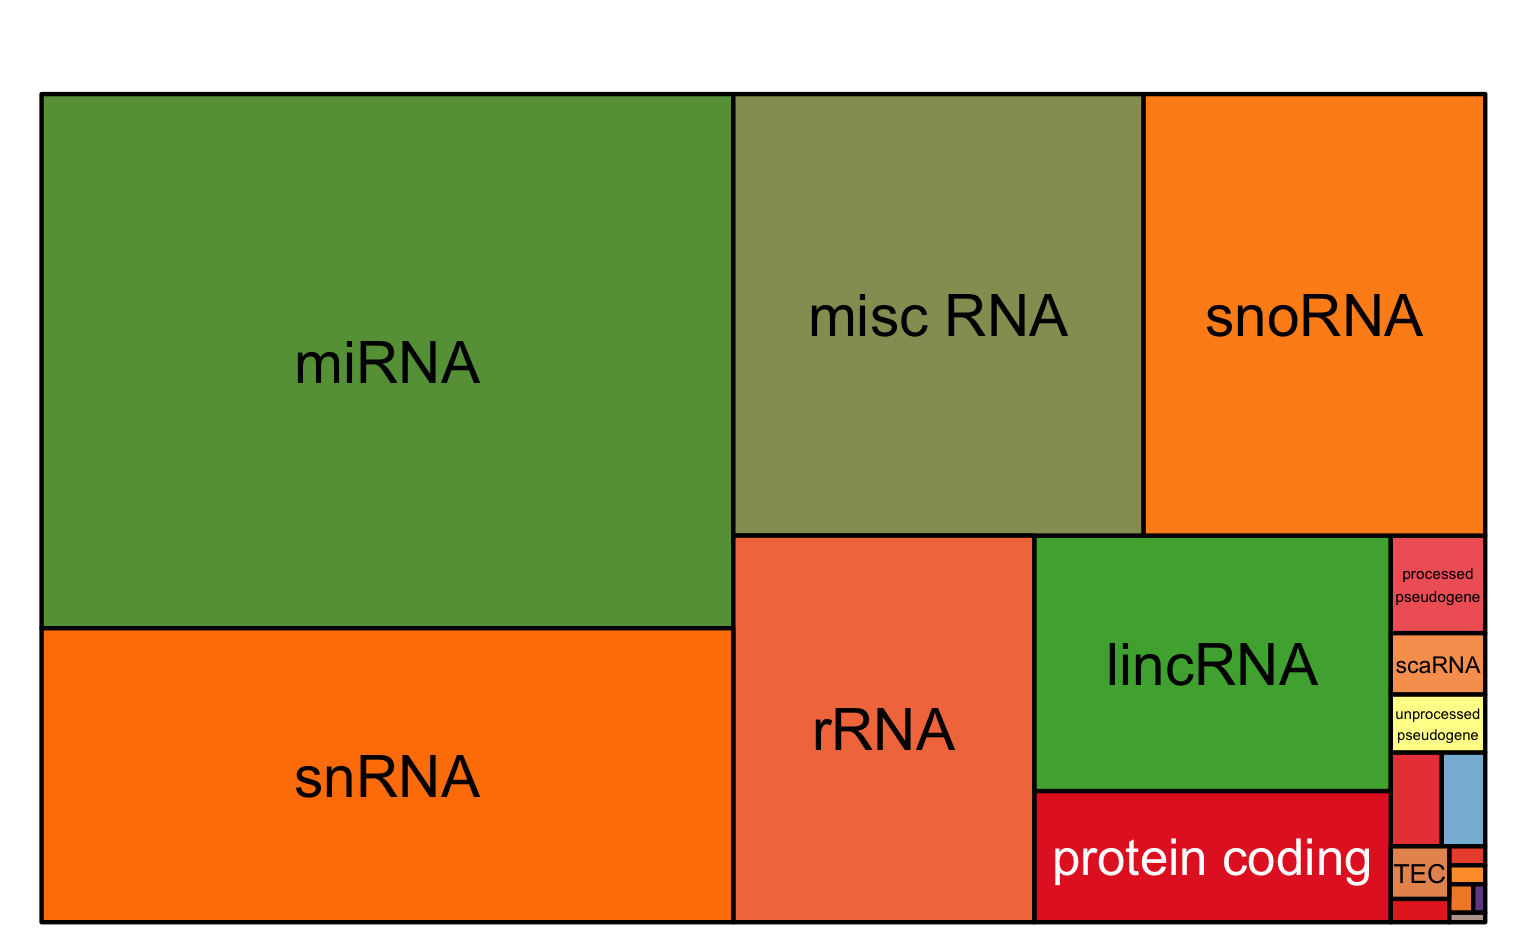 miRNA
misc RNA
snoRNA
snRNA
rRNA
lincRNA
protein coding
processed
pseudogene
scaRNA
unprocessed
pseudogene
TEC